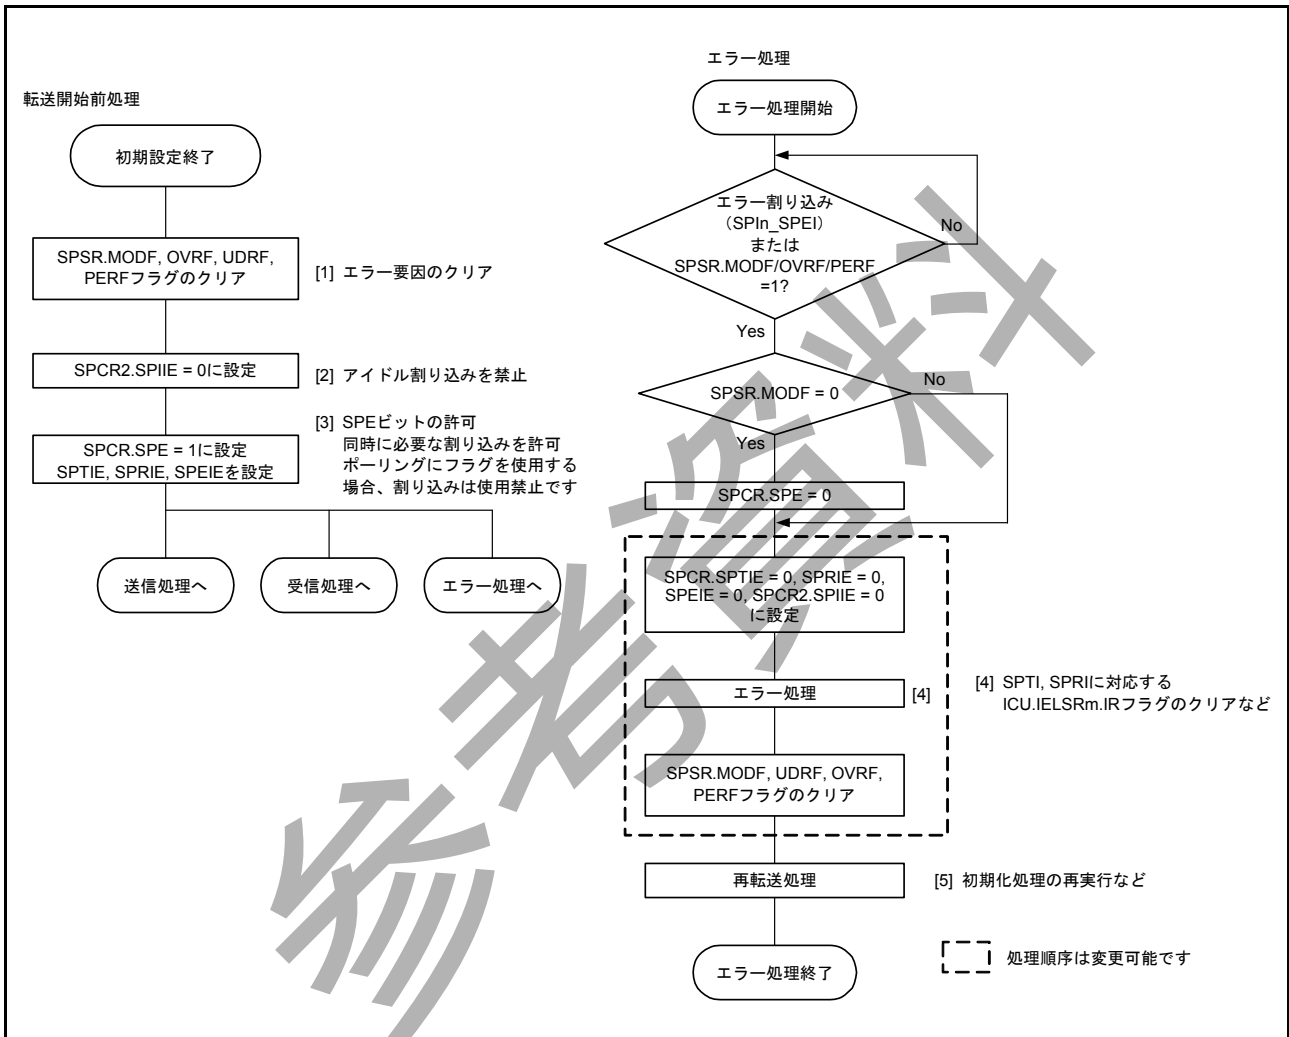 転送開始前処理
初期設定終了
SPSR.MODF, OVRF, UDRF,
PERFフラグのクリア
[1] エラー要因のクリア
SPCR2.SPIIE = 0に設定
[2] アイドル割り込みを禁止
SPCR.SPE = 1に設定
SPTIE, SPRIE, SPEIEを設定
[3] SPEビットの許可
同時に必要な割り込みを許可
ポーリングにフラグを使用する
場合、割り込みは使用禁止です
送信処理へ
受信処理へ
エラー処理へ
エラー処理
エラー処理開始
エラー割り込み
（SPIn_SPEI）
または
SPSR.MODF/OVRF/PERF
=1?
No
Yes
SPSR.MODF = 0
No
Yes
SPCR.SPE = 0
SPCR.SPTIE = 0, SPRIE = 0,
SPEIE = 0, SPCR2.SPIIE = 0
に設定
エラー処理
[4]
[4] SPTI, SPRIに対応する
ICU.IELSRm.IRフラグのクリアなど
SPSR.MODF, UDRF, OVRF,
PERFフラグのクリア
再転送処理
[5] 初期化処理の再実行など
エラー処理終了
処理順序は変更可能です
参考資料